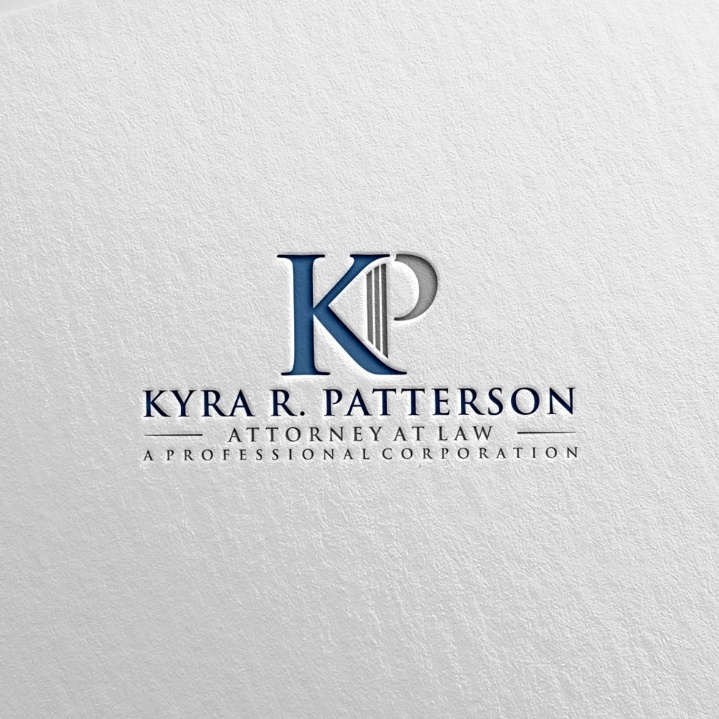 KP
KYRA R. PATTERSON
ATTORNEY AT LAW
A PROFESSIONAL CORPORATION